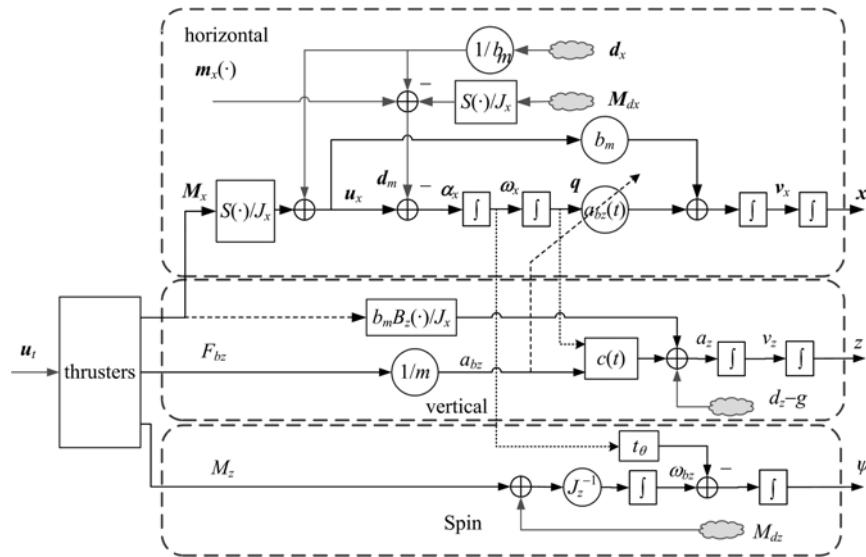 horizontal
1/b_m
d_x
m_x(·)
−
S(·)/J_x
M_dx
b_m
M_x
d_m
−
S(·)/J_x
u_x
α_x
∫
ω_x
∫
q
a_bz(t)
∫
v_x
∫
x
b_m B_z(·)/J_x
u_t
thrusters
F_bz
1/m
a_bz
c(t)
a_z
∫
v_z
∫
z
vertical
d_z−g
t_θ
M_z
J_z^−1
∫
ω_bz
−
∫
ψ
Spin
M_dz